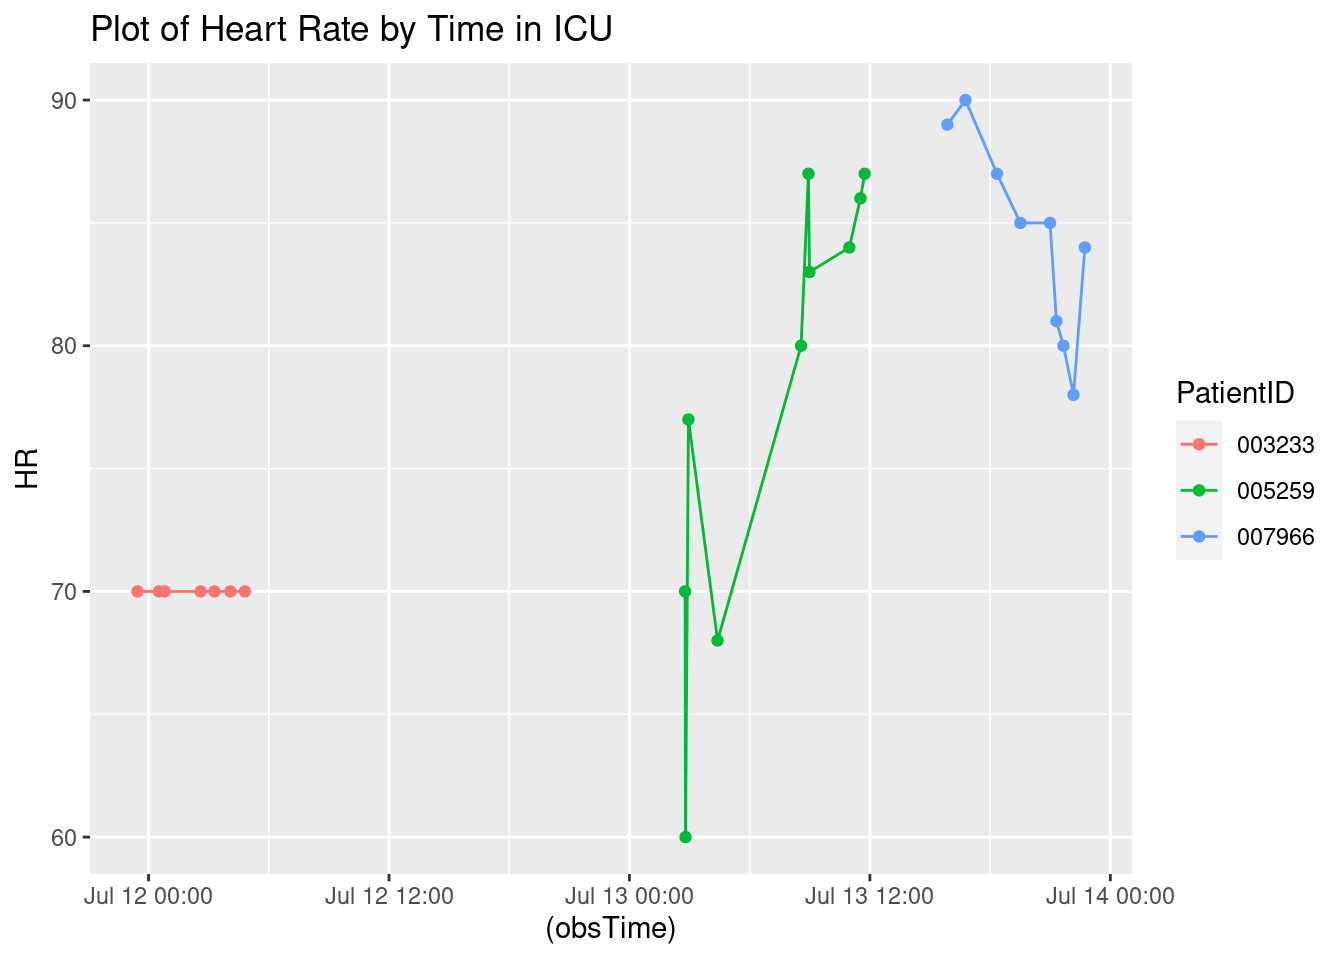 Plot of Heart Rate by Time in ICU
90
80
70
60
HR
Jul 12 00:00
Jul 12 12:00
Jul 13 00:00
Jul 13 12:00
Jul 14 00:00
(obsTime)
PatientID
003233
005259
007966